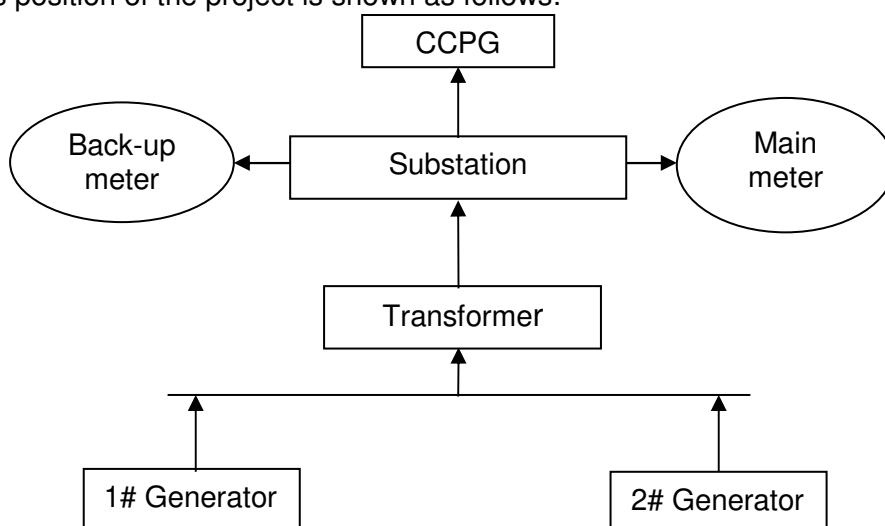 s position of the project is shown as follows:
CCPG
Back-up
meter
Substation
Main
meter
Transformer
1# Generator
2# Generator